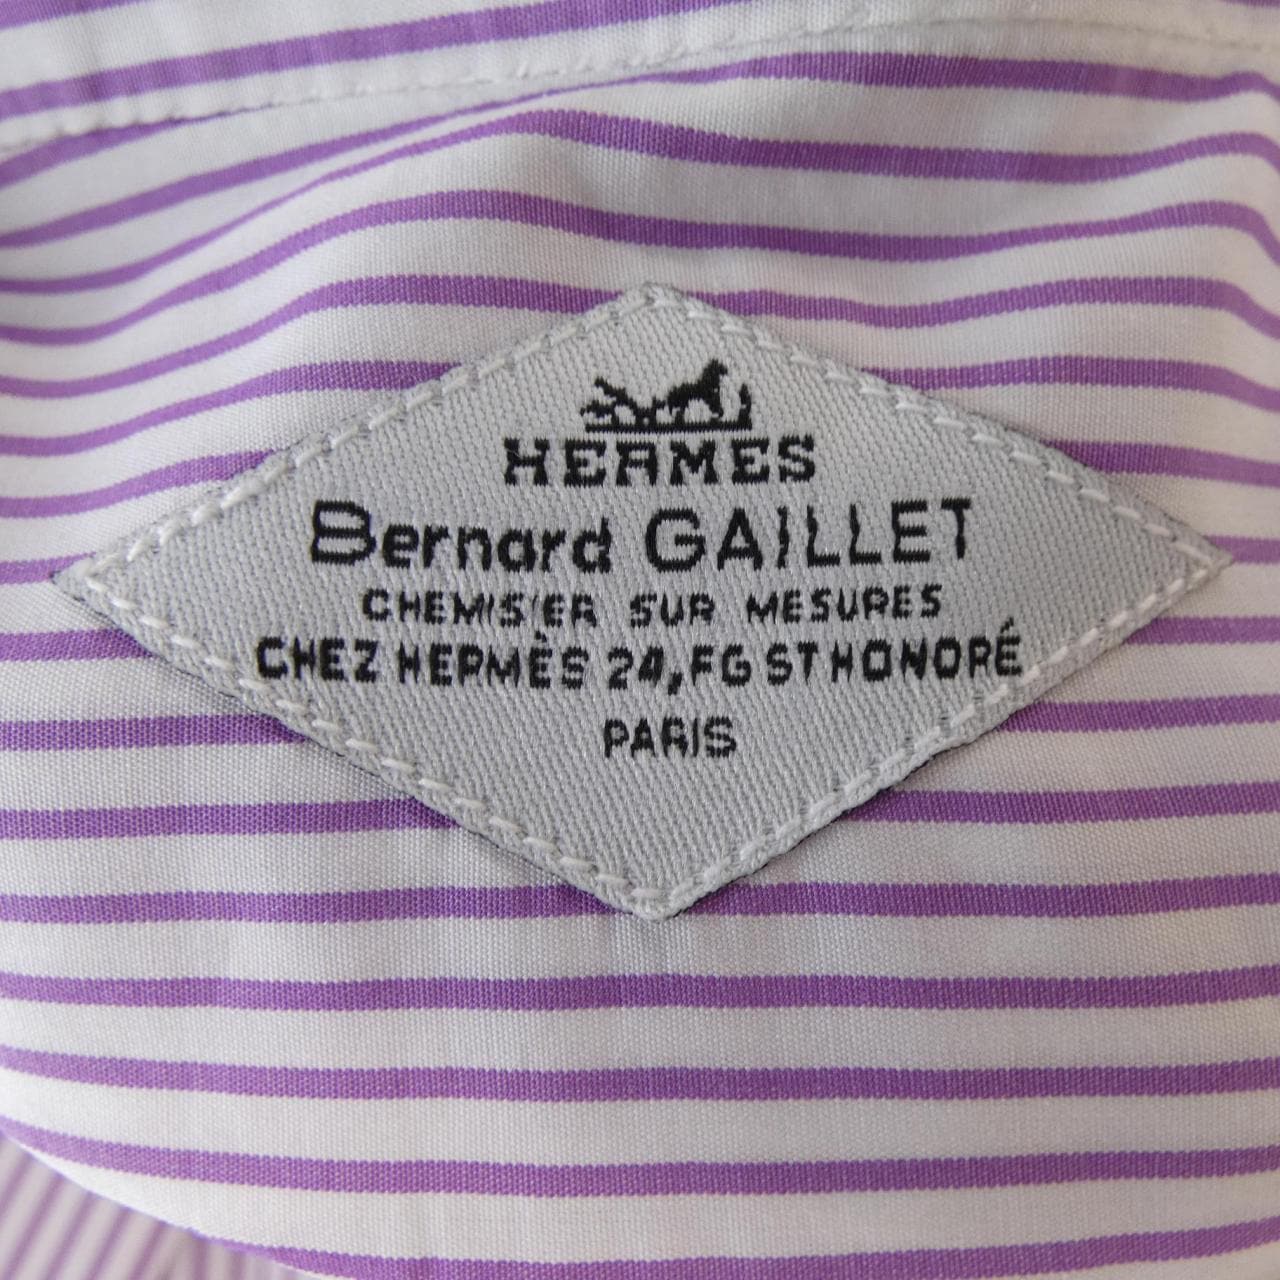 HERMES
Bernard GAILLET
CHEMISIER SUR MESURES
CHEZ HERMÈS 24, FG ST HONORÉ
PARIS